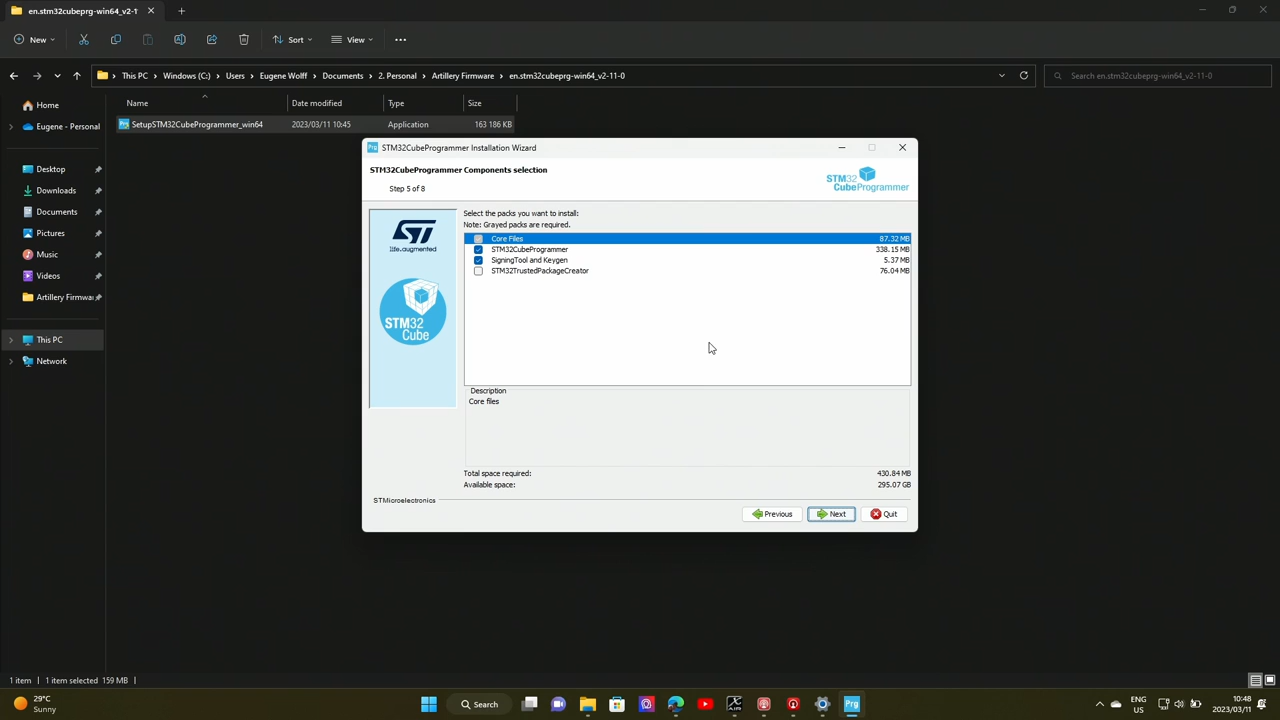 en.stm32cubeprg-win64_v2-1
New
Sort
View
This PC > Windows (C:) > Users > Eugene Wolff > Documents > 2. Personal > Artillery Firmware > en.stm32cubeprg-win64_v2-11-0
Search en.stm32cubeprg-win64_v2-11-0
Home
Eugene - Personal
Desktop
Downloads
Documents
Pictures
Music
Videos
Artillery Firmwa
This PC
Network
Name Date modified Type Size
SetupSTM32CubeProgrammer_win64 2023/03/11 10:45 Application 163 186 KB
Prg STM32CubeProgrammer Installation Wizard
STM32CubeProgrammer Components selection
Step 5 of 8
STM32
CubeProgrammer
life.augmented
STM32
Cube
Select the packs you want to install:
Note: Grayed packs are required.
Core Files 87.32 MB
STM32CubeProgrammer 338.15 MB
SigningTool and Keygen 5.37 MB
STM32TrustedPackageCreator 76.04 MB
Description
Core files
Total space required: 430.84 MB
Available space: 295.07 GB
STMicroelectronics
Previous
Next
Quit
1 item 1 item selected 159 MB
29°C
Sunny
Search
Prg
ENG
US
10:48
2023/03/11